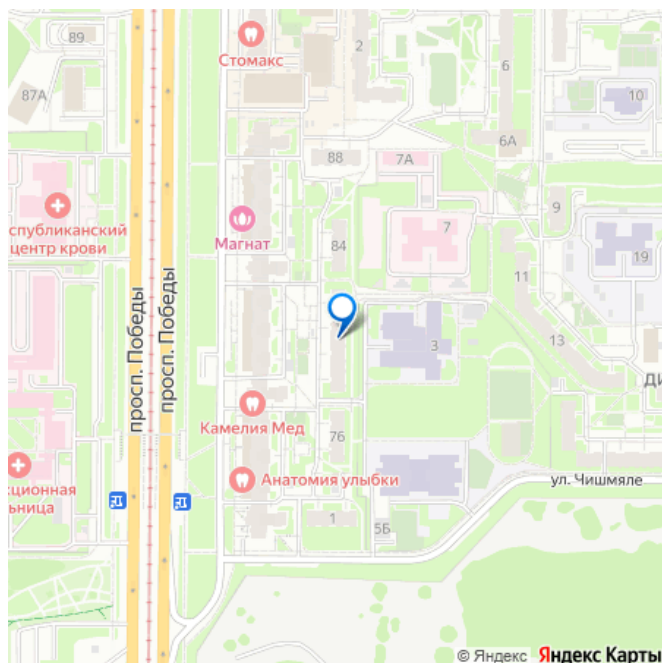 89
87А
Стомакс
2
6
10
6А
88
7А
спубликанский
центр крови
Магнат
84
7
9
19
11
просп. Победы
просп. Победы
3
13
ДИ
Камелия Мед
76
Анатомия улыбки
кционная
ьница
ул. Чишмяле
1
5Б
© Яндекс Яндекс Карты